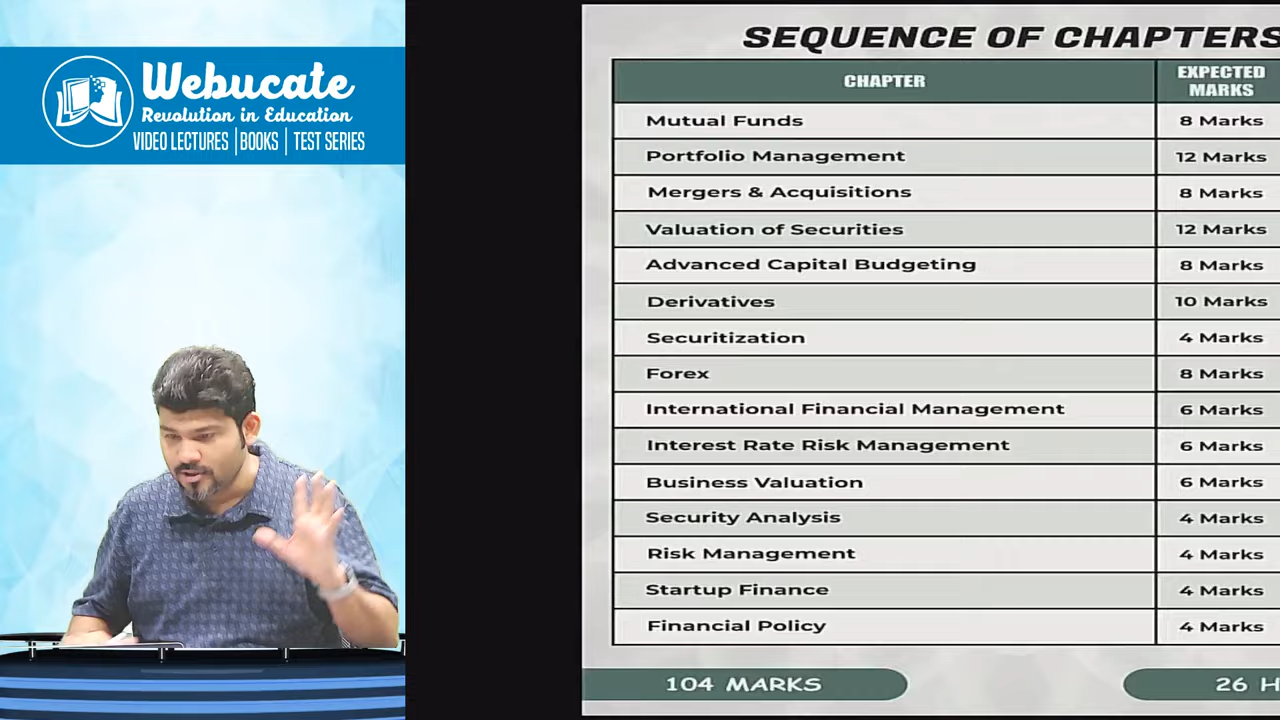 Webucate
Revolution in Education
VIDEO LECTURES | BOOKS | TEST SERIES
SEQUENCE OF CHAPTERS
CHAPTER EXPECTED MARKS
Mutual Funds 8 Marks
Portfolio Management 12 Marks
Mergers & Acquisitions 8 Marks
Valuation of Securities 12 Marks
Advanced Capital Budgeting 8 Marks
Derivatives 10 Marks
Securitization 4 Marks
Forex 8 Marks
International Financial Management 6 Marks
Interest Rate Risk Management 6 Marks
Business Valuation 6 Marks
Security Analysis 4 Marks
Risk Management 4 Marks
Startup Finance 4 Marks
Financial Policy 4 Marks
104 MARKS 26 H